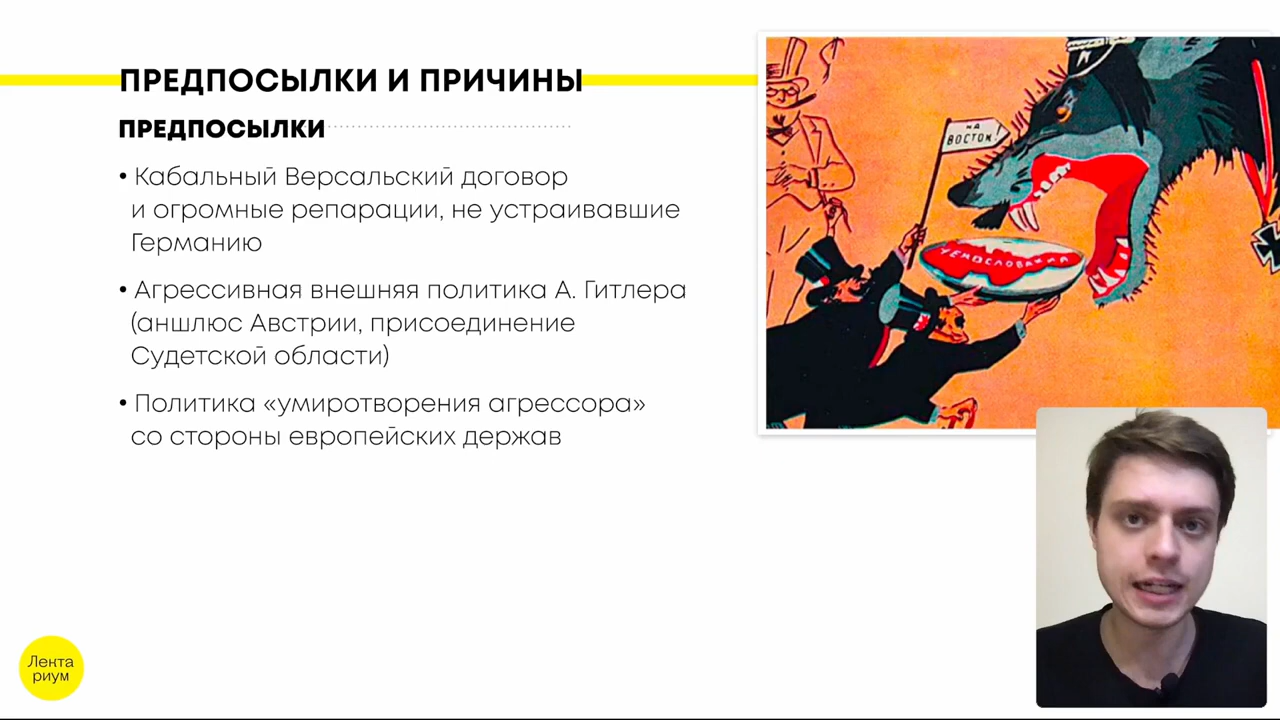 ПРЕДПОСЫЛКИ И ПРИЧИНЫ
ПРЕДПОСЫЛКИ
• Кабальный Версальский договор
и огромные репарации, не устраивавшие
Германию
• Агрессивная внешняя политика А. Гитлера
(аншлюс Австрии, присоединение
Судетской области)
• Политика «умиротворения агрессора»
со стороны европейских держав
НА
ВОСТОК!
ЧЕХОСЛОВАКИЯ
Лекта
риум